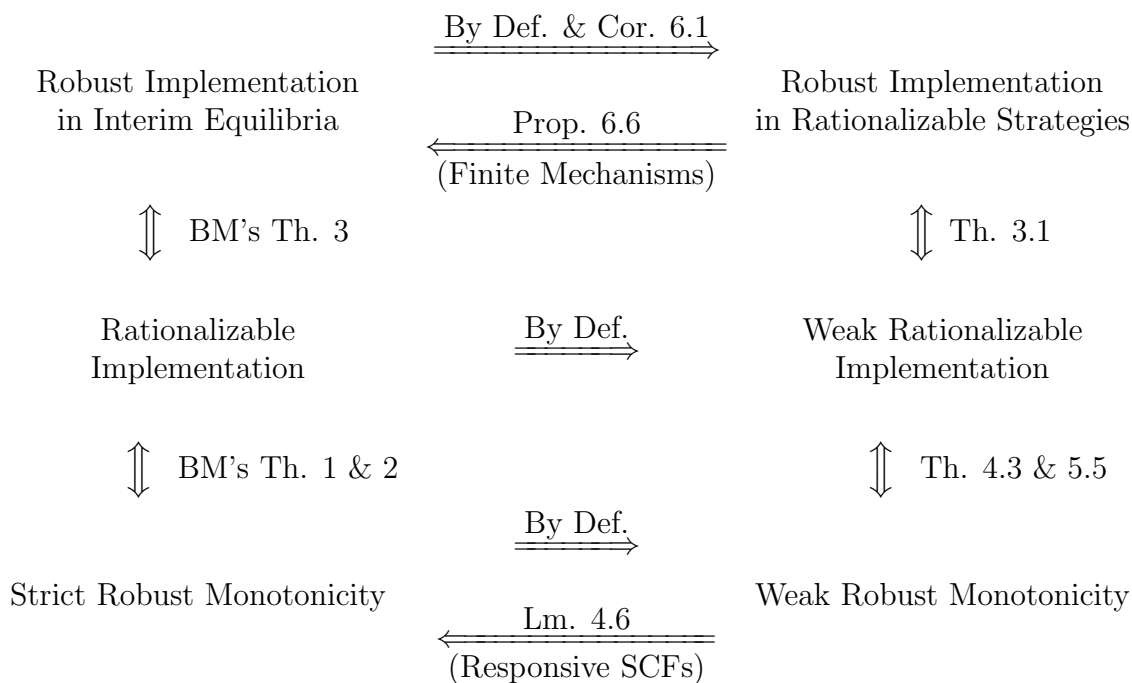 By Def. & Cor. 6.1
Robust Implementation
in Interim Equilibria
Robust Implementation
in Rationalizable Strategies
Prop. 6.6
(Finite Mechanisms)
BM's Th. 3
Th. 3.1
Rationalizable
Implementation
By Def.
Weak Rationalizable
Implementation
BM's Th. 1 & 2
Th. 4.3 & 5.5
By Def.
Strict Robust Monotonicity
Weak Robust Monotonicity
Lm. 4.6
(Responsive SCFs)